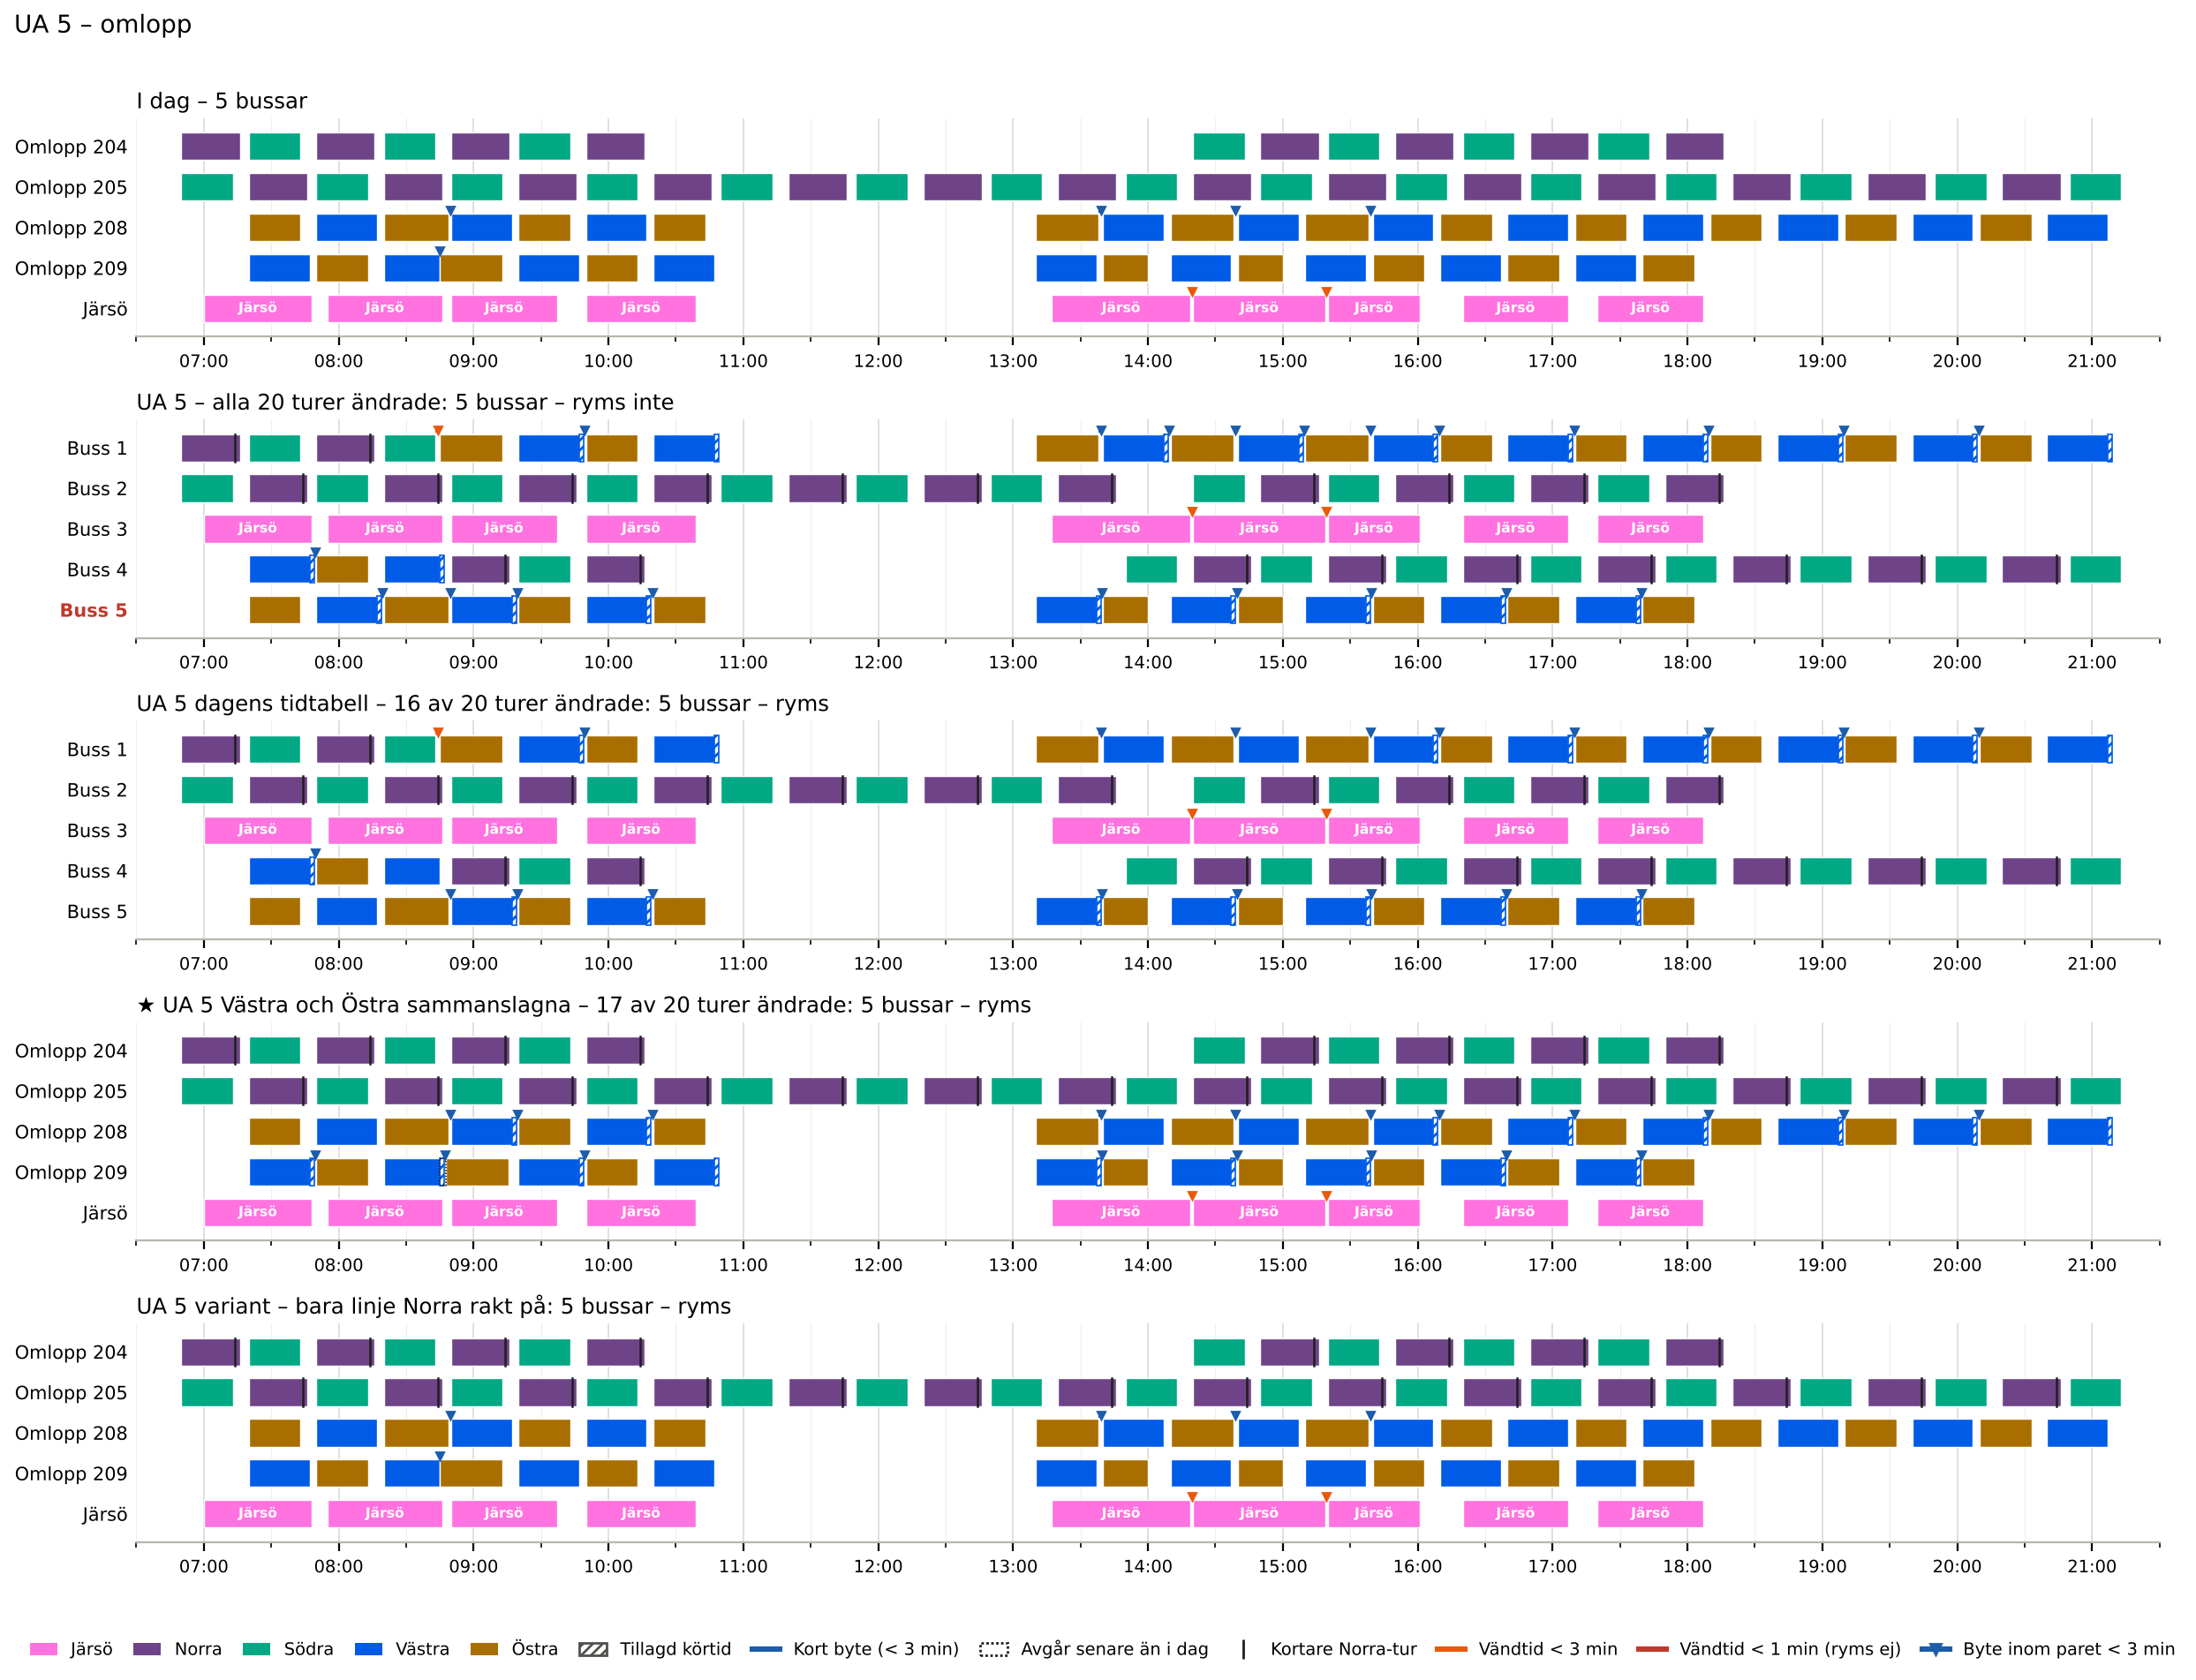 UA 5 – omlopp
I dag – 5 bussar
Omlopp 204
Omlopp 205
Omlopp 208
Omlopp 209
Järsö Järsö Järsö Järsö Järsö Järsö Järsö Järsö Järsö Järsö
07:00 08:00 09:00 10:00 11:00 12:00 13:00 14:00 15:00 16:00 17:00 18:00 19:00 20:00 21:00
UA 5 – alla 20 turer ändrade: 5 bussar – ryms inte
Buss 1
Buss 2
Buss 3 Järsö Järsö Järsö Järsö Järsö Järsö Järsö Järsö Järsö
Buss 4
Buss 5
07:00 08:00 09:00 10:00 11:00 12:00 13:00 14:00 15:00 16:00 17:00 18:00 19:00 20:00 21:00
UA 5 dagens tidtabell – 16 av 20 turer ändrade: 5 bussar – ryms
Buss 1
Buss 2
Buss 3 Järsö Järsö Järsö Järsö Järsö Järsö Järsö Järsö Järsö
Buss 4
Buss 5
07:00 08:00 09:00 10:00 11:00 12:00 13:00 14:00 15:00 16:00 17:00 18:00 19:00 20:00 21:00
★ UA 5 Västra och Östra sammanslagna – 17 av 20 turer ändrade: 5 bussar – ryms
Omlopp 204
Omlopp 205
Omlopp 208
Omlopp 209
Järsö Järsö Järsö Järsö Järsö Järsö Järsö Järsö Järsö Järsö
07:00 08:00 09:00 10:00 11:00 12:00 13:00 14:00 15:00 16:00 17:00 18:00 19:00 20:00 21:00
UA 5 variant – bara linje Norra rakt på: 5 bussar – ryms
Omlopp 204
Omlopp 205
Omlopp 208
Omlopp 209
Järsö Järsö Järsö Järsö Järsö Järsö Järsö Järsö Järsö Järsö
07:00 08:00 09:00 10:00 11:00 12:00 13:00 14:00 15:00 16:00 17:00 18:00 19:00 20:00 21:00
Järsö Norra Södra Västra Östra Tillagd körtid Kort byte (< 3 min) Avgår senare än i dag Kortare Norra-tur Vändtid < 3 min Vändtid < 1 min (ryms ej) Byte inom paret < 3 min